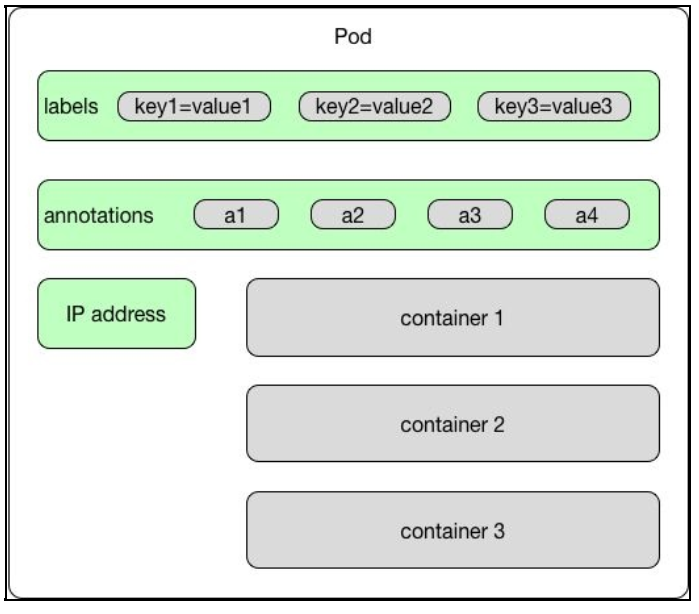 Pod
labels key1=value1 key2=value2 key3=value3
annotations a1 a2 a3 a4
IP address
container 1
container 2
container 3